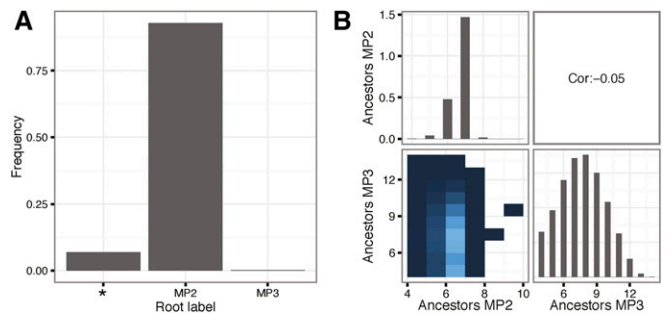 A
Frequency
0.75
0.50
0.25
0.00
*
MP2
MP3
Root label
B
Ancestors MP2
1.5
1.0
0.5
0.0
Cor:−0.05
Ancestors MP3
12
9
6
4
6
8
10
Ancestors MP2
6
9
12
Ancestors MP3